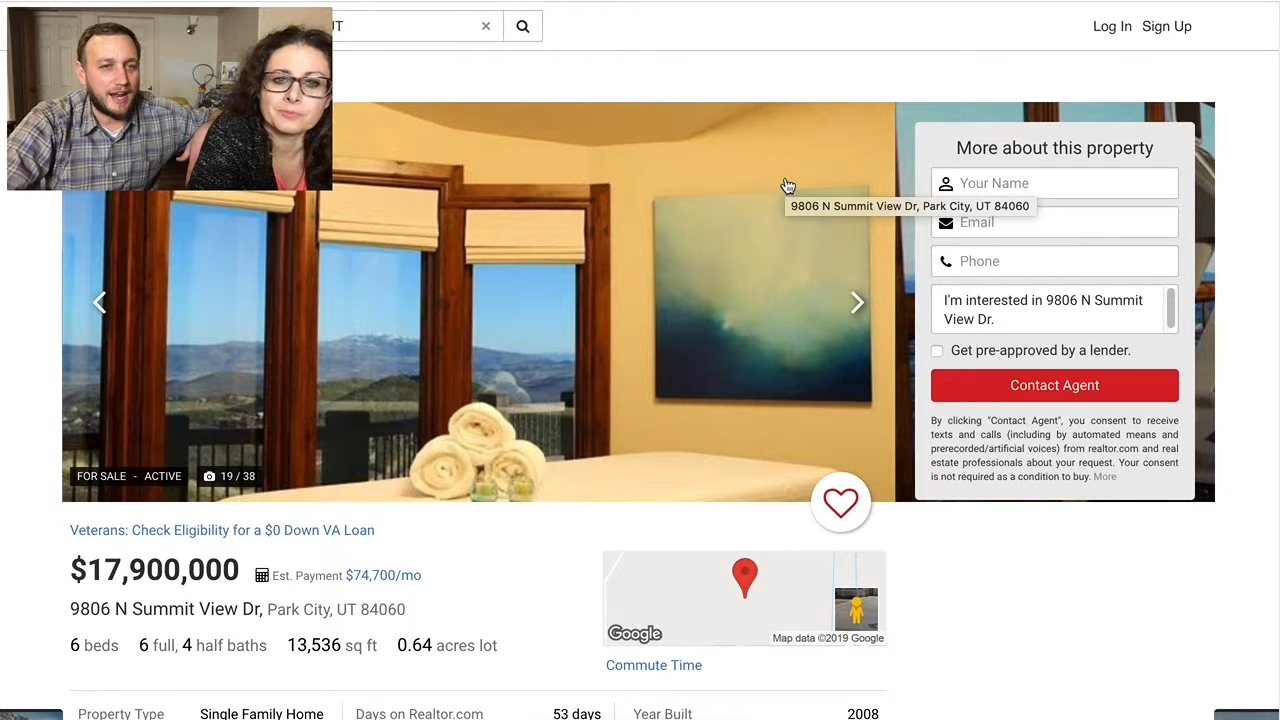 UT
Log In Sign Up
More about this property
Your Name
9806 N Summit View Dr, Park City, UT 84060
Email
Phone
I'm interested in 9806 N Summit
View Dr.
Get pre-approved by a lender.
Contact Agent
By clicking "Contact Agent", you consent to receive
texts and calls (including by automated means and
prerecorded/artificial voices) from realtor.com and real
estate professionals about your request. Your consent
is not required as a condition to buy. More
FOR SALE - ACTIVE 19 / 38
Veterans: Check Eligibility for a $0 Down VA Loan
$17,900,000 Est. Payment $74,700/mo
9806 N Summit View Dr, Park City, UT 84060
6 beds 6 full, 4 half baths 13,536 sq ft 0.64 acres lot
Google Map data ©2019 Google
Commute Time
Property Type Single Family Home Days on Realtor.com 53 days Year Built 2008